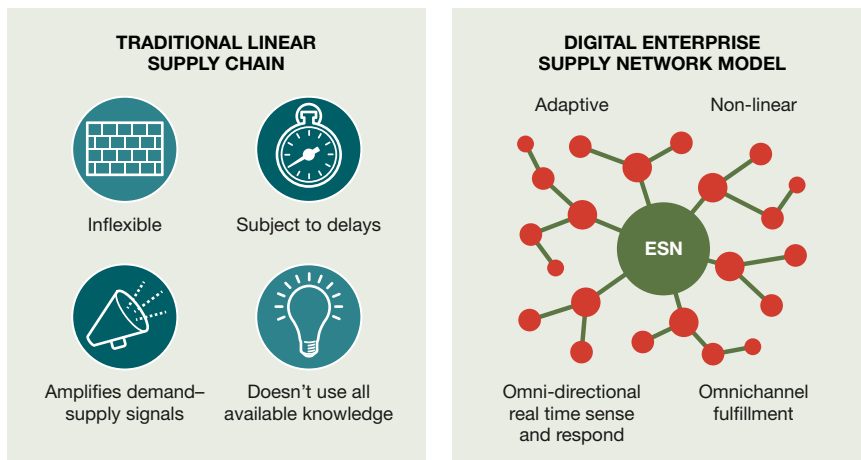 TRADITIONAL LINEAR
SUPPLY CHAIN
Inflexible
Subject to delays
Amplifies demand–
supply signals
Doesn't use all
available knowledge
DIGITAL ENTERPRISE
SUPPLY NETWORK MODEL
Adaptive
Non-linear
ESN
Omni-directional
real time sense
and respond
Omnichannel
fulfillment